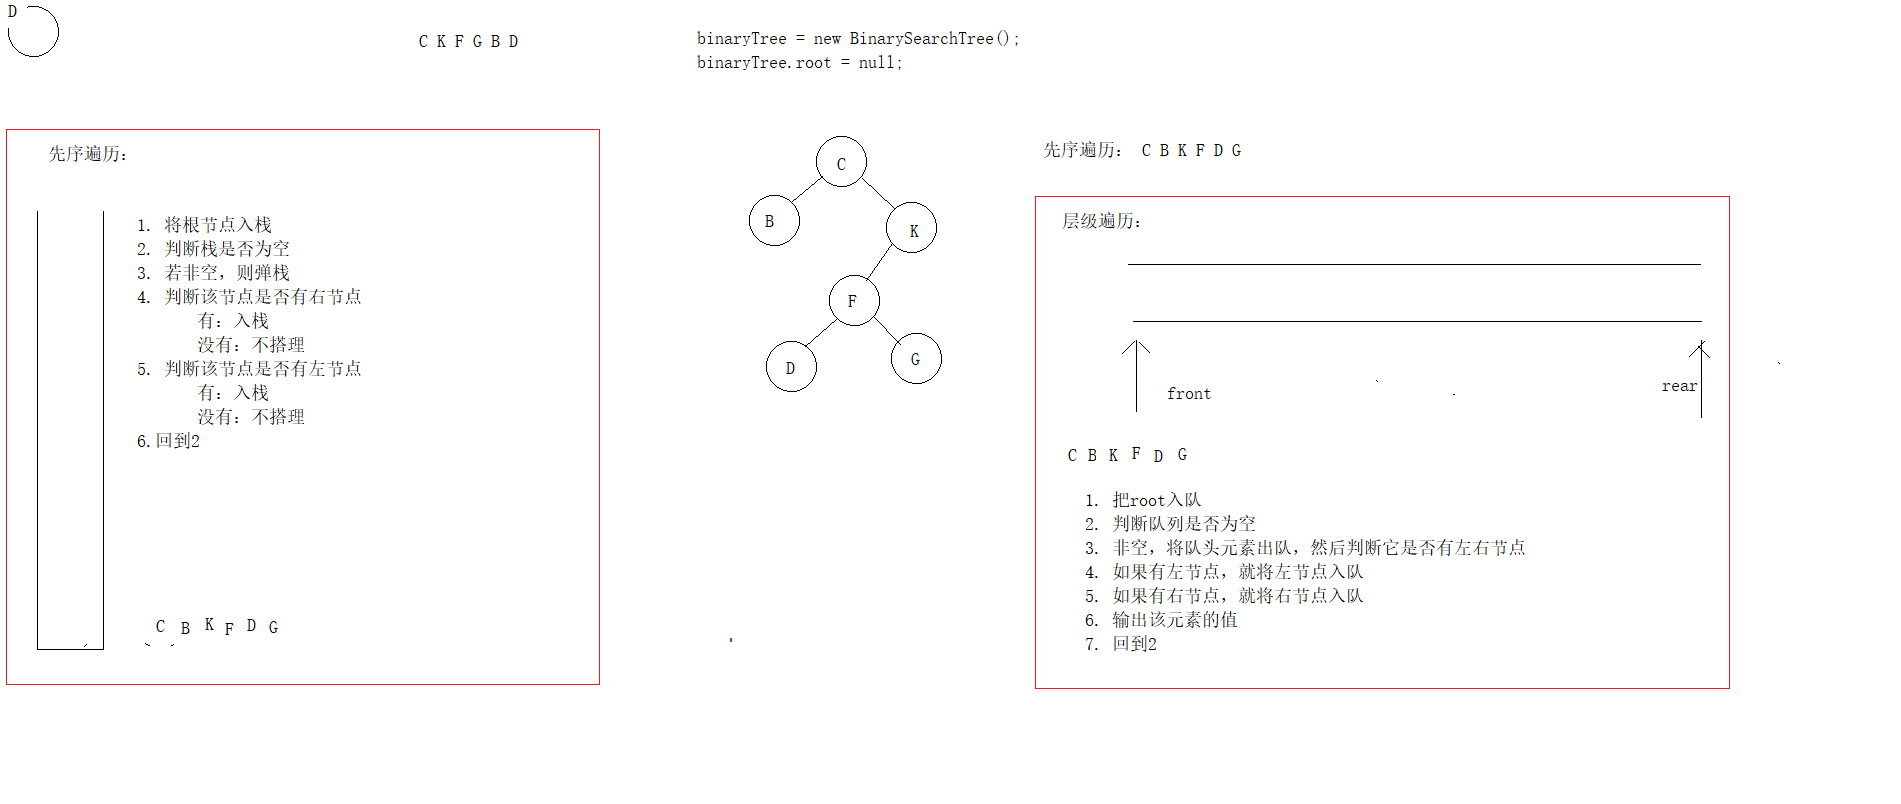 D
C K F G B D
binaryTree = new BinarySearchTree();
binaryTree.root = null;
先序遍历：
1. 将根节点入栈
2. 判断栈是否为空
3. 若非空，则弹栈
4. 判断该节点是否有右节点
有：入栈
没有：不搭理
5. 判断该节点是否有左节点
有：入栈
没有：不搭理
6.回到2
C B K F D G
C
B
K
F
D
G
先序遍历： C B K F D G
层级遍历：
front
rear
C B K F D G
1. 把root入队
2. 判断队列是否为空
3. 非空，将队头元素出队，然后判断它是否有左右节点
4. 如果有左节点，就将左节点入队
5. 如果有右节点，就将右节点入队
6. 输出该元素的值
7. 回到2